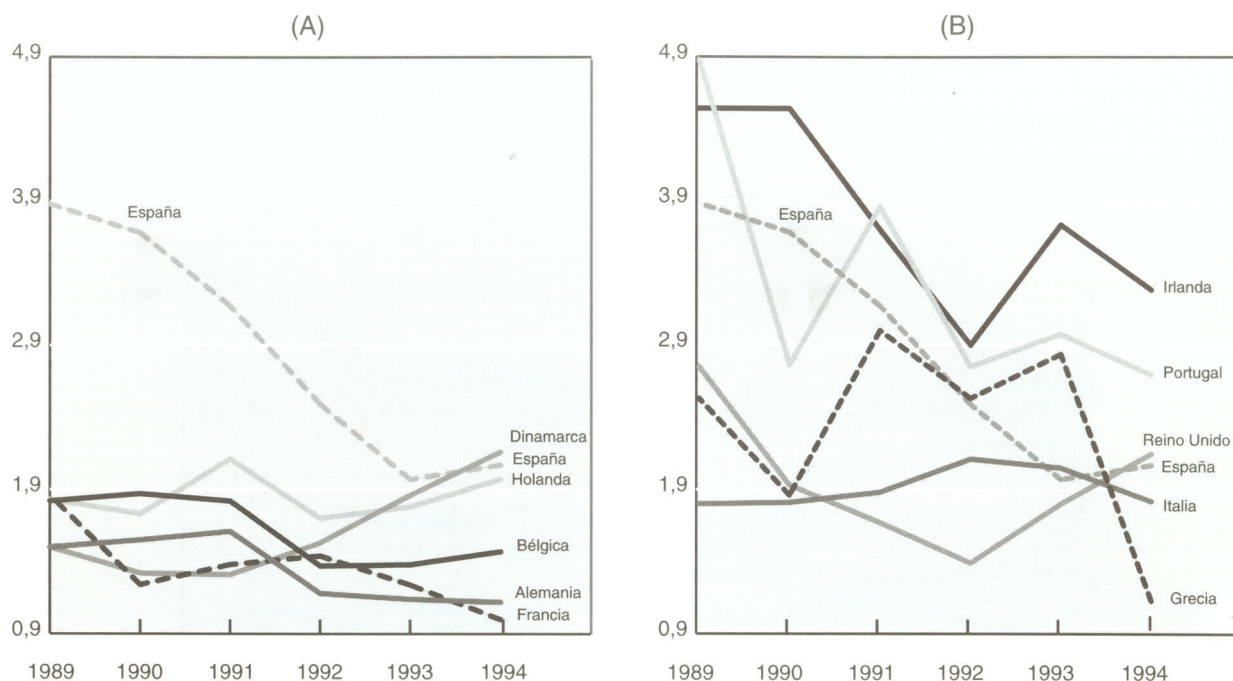 (A)
4,9
3,9
2,9
1,9
0,9
España
Dinamarca
España
Holanda
Bélgica
Alemania
Francia
1989 1990 1991 1992 1993 1994
(B)
4,9
3,9
2,9
1,9
0,9
España
Irlanda
Portugal
Reino Unido
España
Italia
Grecia
1989 1990 1991 1992 1993 1994